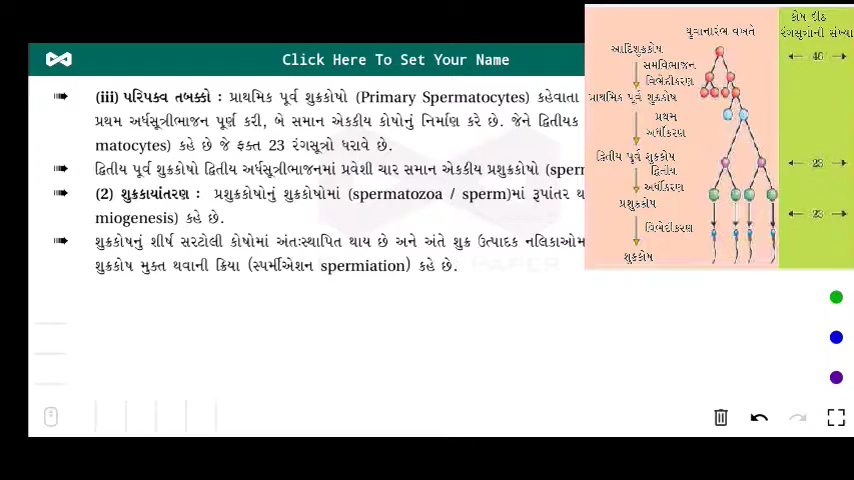 Click Here To Set Your Name
(iii) પરિપક્વ તબક્કો : પ્રાથમિક પૂર્વ શુક્રકોષો (Primary Spermatocytes) કહેવાતા
પ્રથમ અર્ધસૂત્રીભાજન પૂર્ણ કરી, બે સમાન એકકીય કોષોનું નિર્માણ કરે છે. જેને દ્વિતીયક
matocytes) કહે છે જે ફક્ત 23 રંગસૂત્રો ધરાવે છે.
દ્વિતીય પૂર્વ શુક્રકોષો દ્વિતીય અર્ધસૂત્રીભાજનમાં પ્રવેશી ચાર સમાન એકકીય પ્રશુક્રકોષો (sperm
(2) શુક્રકાયાંતરણ : પ્રશુક્રકોષોનું શુક્રકોષોમાં (spermatozoa / sperm)માં રૂપાંતર થ
miogenesis) કહે છે.
શુક્રકોષનું શીર્ષ સરટોલી કોષોમાં અંતઃસ્થાપિત થાય છે અને અંતે શુક્ર ઉત્પાદક નલિકાઓમ
શુક્રકોષ મુક્ત થવાની ક્રિયા (સ્પર્મીએશન spermiation) કહે છે.
કોષ દીઠ
રંગસૂત્રોની સંખ્યા
યુવાનારંભ વખતે
આદિશુક્રકોષ
46
સમવિભાજન
વિભેદીકરણ
પ્રાથમિક પૂર્વ શુક્રકોષ
પ્રથમ
અર્ધીકરણ
દ્વિતીય પૂર્વ શુક્રકોષ
23
દ્વિતીય
અર્ધીકરણ
પ્રશુક્રકોષ
23
વિભેદીકરણ
શુક્રકોષ